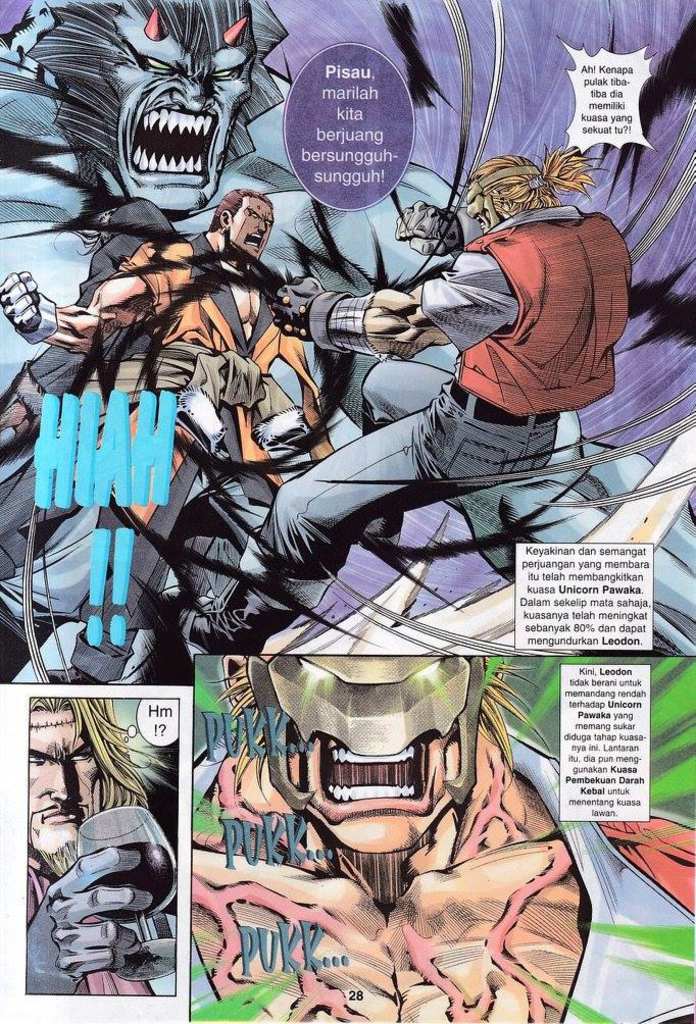 Pisau,
marilah
kita
berjuang
bersungguh-
sungguh!
Ah! Kenapa
pulak tiba-
tiba dia
memiliki
kuasa yang
sekuat tu?!
HIAH
!!
Keyakinan dan semangat
perjuangan yang membara
itu telah membangkitkan
kuasa Unicorn Pawaka.
Dalam sekelip mata sahaja,
kuasanya telah meningkat
sebanyak 80% dan dapat
mengundurkan Leodon.
Hm
!?
PUKK...
PUKK...
PUKK...
Kini, Leodon
tidak berani untuk
memandang rendah
terhadap Unicorn
Pawaka yang
memang sukar
diduga tahap kuasa-
nya ini. Lantaran
itu, dia pun meng-
gunakan Kuasa
Pembekuan Darah
Kebal untuk
menentang kuasa
lawan.
28